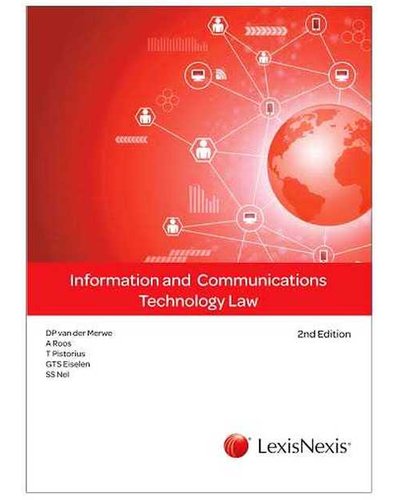 Information and Communications
Technology Law
DP van der Merwe
A Roos
T Pistorius
GTS Eiselen
SS Nel
2nd Edition
LexisNexis®